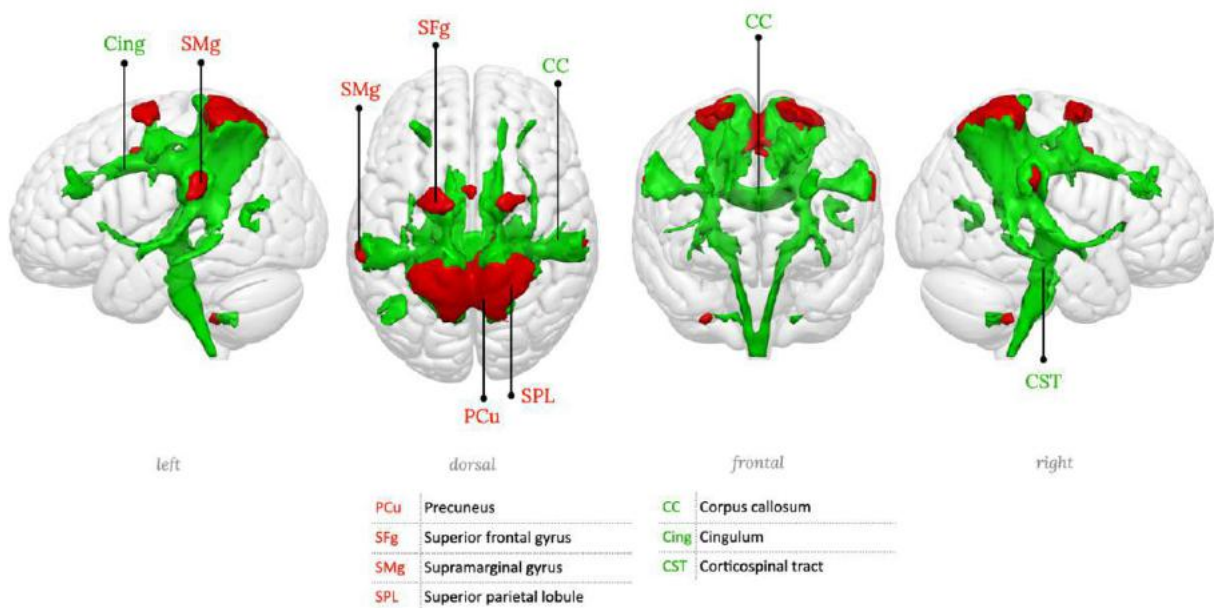 Cing
SMg
SFg
SMg
CC
PCu
SPL
CC
CST
left
dorsal
frontal
right
PCu Precuneus
SFg Superior frontal gyrus
SMg Supramarginal gyrus
SPL Superior parietal lobule
CC Corpus callosum
Cing Cingulum
CST Corticospinal tract